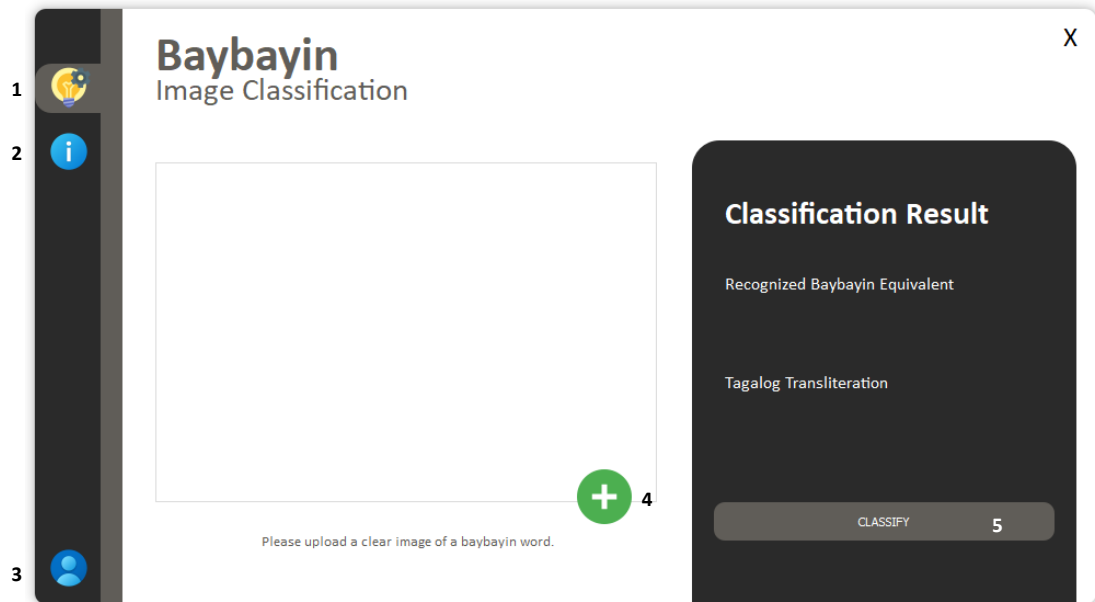 X
Baybayin
Image Classification
1
2
i
Classification Result
Recognized Baybayin Equivalent
Tagalog Transliteration
4
CLASSIFY 5
Please upload a clear image of a baybayin word.
3